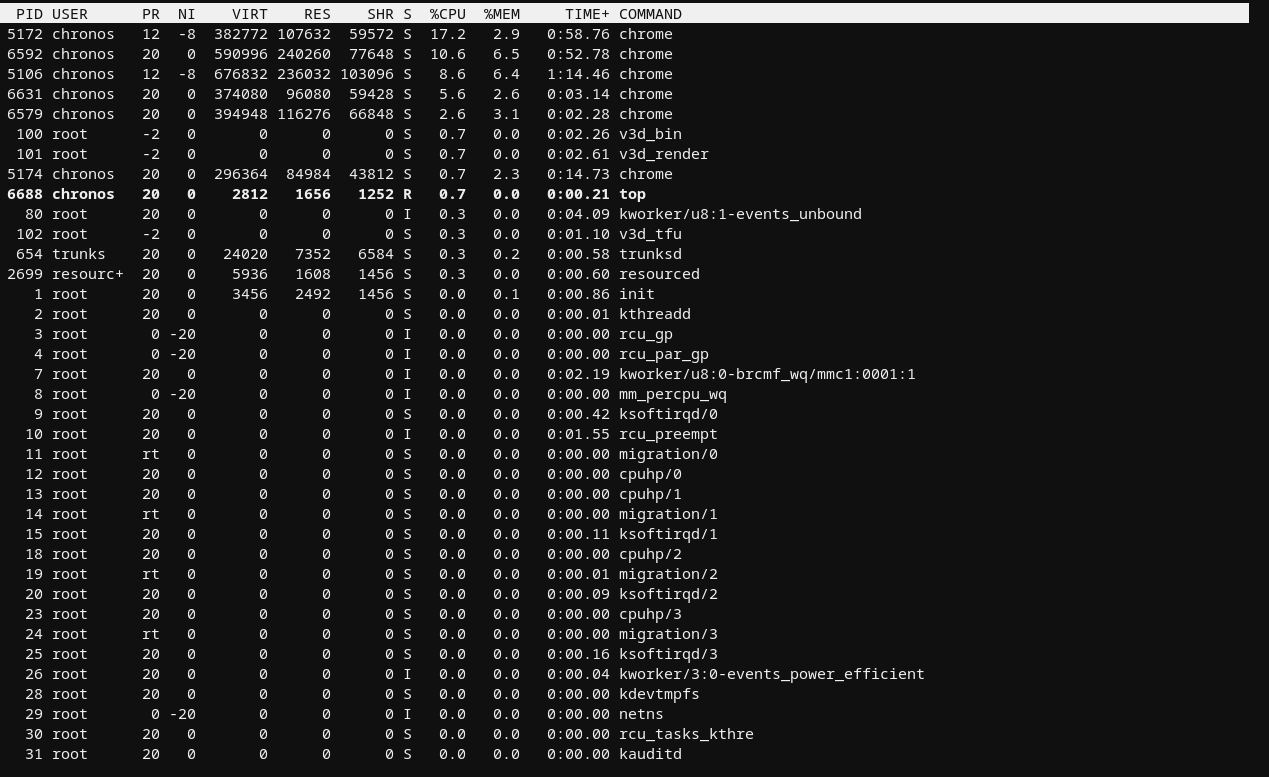 PID USER PR NI VIRT RES SHR S %CPU %MEM TIME+ COMMAND
5172 chronos 12 -8 382772 107632 59572 S 17.2 2.9 0:58.76 chrome
6592 chronos 20 0 590996 240260 77648 S 10.6 6.5 0:52.78 chrome
5106 chronos 12 -8 676832 236032 103096 S 8.6 6.4 1:14.46 chrome
6631 chronos 20 0 374080 96080 59428 S 5.6 2.6 0:03.14 chrome
6579 chronos 20 0 394948 116276 66848 S 2.6 3.1 0:02.28 chrome
100 root -2 0 0 0 0 S 0.7 0.0 0:02.26 v3d_bin
101 root -2 0 0 0 0 S 0.7 0.0 0:02.61 v3d_render
5174 chronos 20 0 296364 84984 43812 S 0.7 2.3 0:14.73 chrome
6688 chronos 20 0 2812 1656 1252 R 0.7 0.0 0:00.21 top
80 root 20 0 0 0 0 I 0.3 0.0 0:04.09 kworker/u8:1-events_unbound
102 root -2 0 0 0 0 S 0.3 0.0 0:01.10 v3d_tfu
654 trunks 20 0 24020 7352 6584 S 0.3 0.2 0:00.58 trunksd
2699 resourc+ 20 0 5936 1608 1456 S 0.3 0.0 0:00.60 resourced
1 root 20 0 3456 2492 1456 S 0.0 0.1 0:00.86 init
2 root 20 0 0 0 0 S 0.0 0.0 0:00.01 kthreadd
3 root 0 -20 0 0 0 I 0.0 0.0 0:00.00 rcu_gp
4 root 0 -20 0 0 0 I 0.0 0.0 0:00.00 rcu_par_gp
7 root 20 0 0 0 0 I 0.0 0.0 0:02.19 kworker/u8:0-brcmf_wq/mmc1:0001:1
8 root 0 -20 0 0 0 I 0.0 0.0 0:00.00 mm_percpu_wq
9 root 20 0 0 0 0 S 0.0 0.0 0:00.42 ksoftirqd/0
10 root 20 0 0 0 0 I 0.0 0.0 0:01.55 rcu_preempt
11 root rt 0 0 0 0 S 0.0 0.0 0:00.00 migration/0
12 root 20 0 0 0 0 S 0.0 0.0 0:00.00 cpuhp/0
13 root 20 0 0 0 0 S 0.0 0.0 0:00.00 cpuhp/1
14 root rt 0 0 0 0 S 0.0 0.0 0:00.00 migration/1
15 root 20 0 0 0 0 S 0.0 0.0 0:00.11 ksoftirqd/1
18 root 20 0 0 0 0 S 0.0 0.0 0:00.00 cpuhp/2
19 root rt 0 0 0 0 S 0.0 0.0 0:00.01 migration/2
20 root 20 0 0 0 0 S 0.0 0.0 0:00.09 ksoftirqd/2
23 root 20 0 0 0 0 S 0.0 0.0 0:00.00 cpuhp/3
24 root rt 0 0 0 0 S 0.0 0.0 0:00.00 migration/3
25 root 20 0 0 0 0 S 0.0 0.0 0:00.16 ksoftirqd/3
26 root 20 0 0 0 0 I 0.0 0.0 0:00.04 kworker/3:0-events_power_efficient
28 root 20 0 0 0 0 S 0.0 0.0 0:00.00 kdevtmpfs
29 root 0 -20 0 0 0 I 0.0 0.0 0:00.00 netns
30 root 20 0 0 0 0 S 0.0 0.0 0:00.00 rcu_tasks_kthre
31 root 20 0 0 0 0 S 0.0 0.0 0:00.00 kauditd